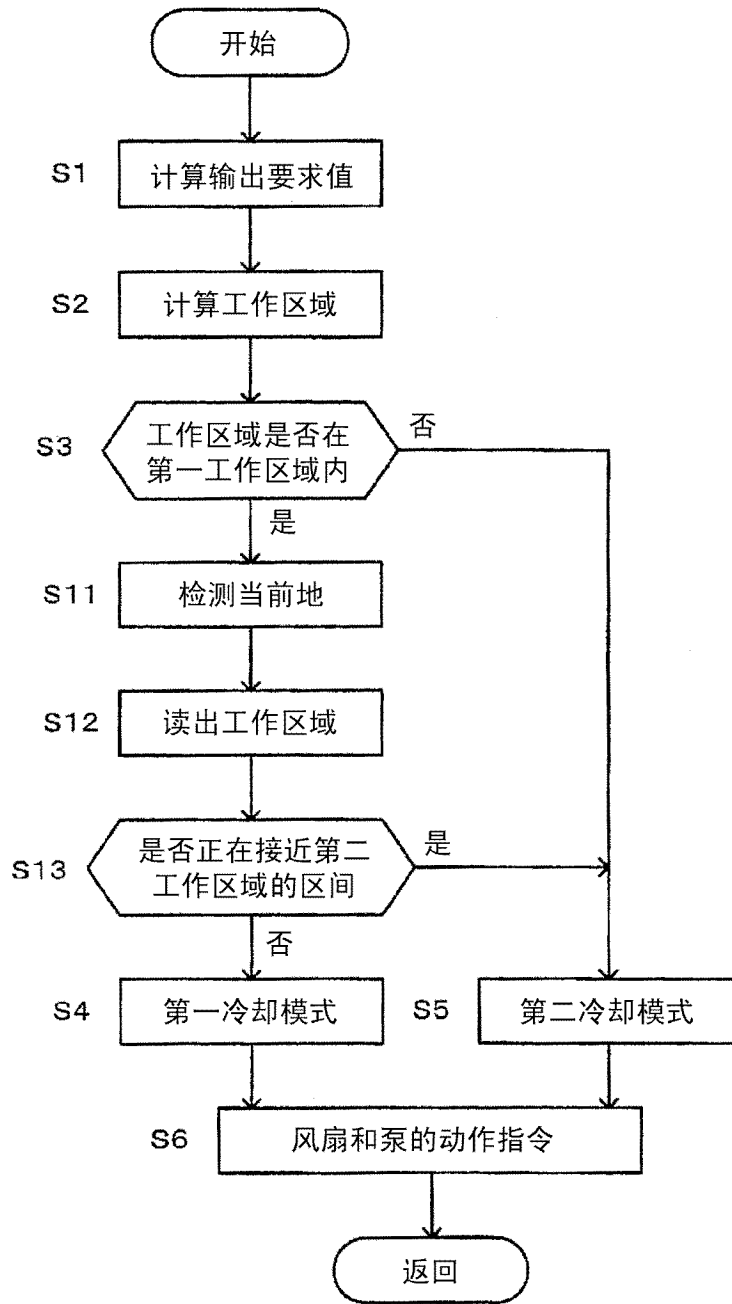 开始
S1
计算输出要求值
S2
计算工作区域
S3
工作区域是否在
第一工作区域内
否
是
S11
检测当前地
S12
读出工作区域
S13
是否正在接近第二
工作区域的区间
是
否
S4
第一冷却模式
S5
第二冷却模式
S6
风扇和泵的动作指令
返回